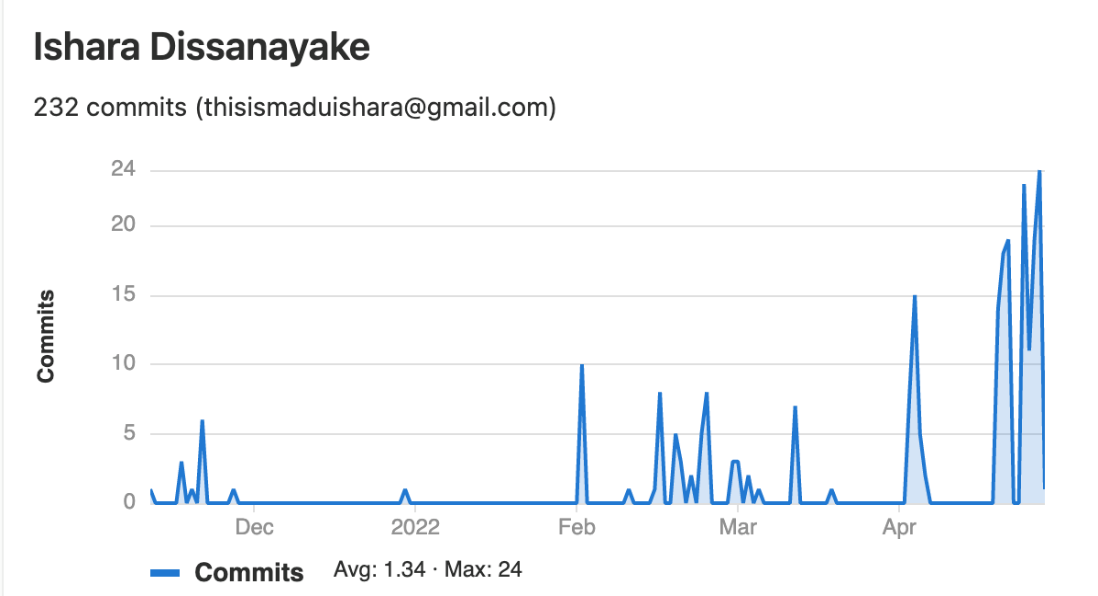 Ishara Dissanayake
232 commits (thisismaduishara@gmail.com)
24
20
15
10
5
0
Commits
Dec
2022
Feb
Mar
Apr
Commits Avg: 1.34 · Max: 24